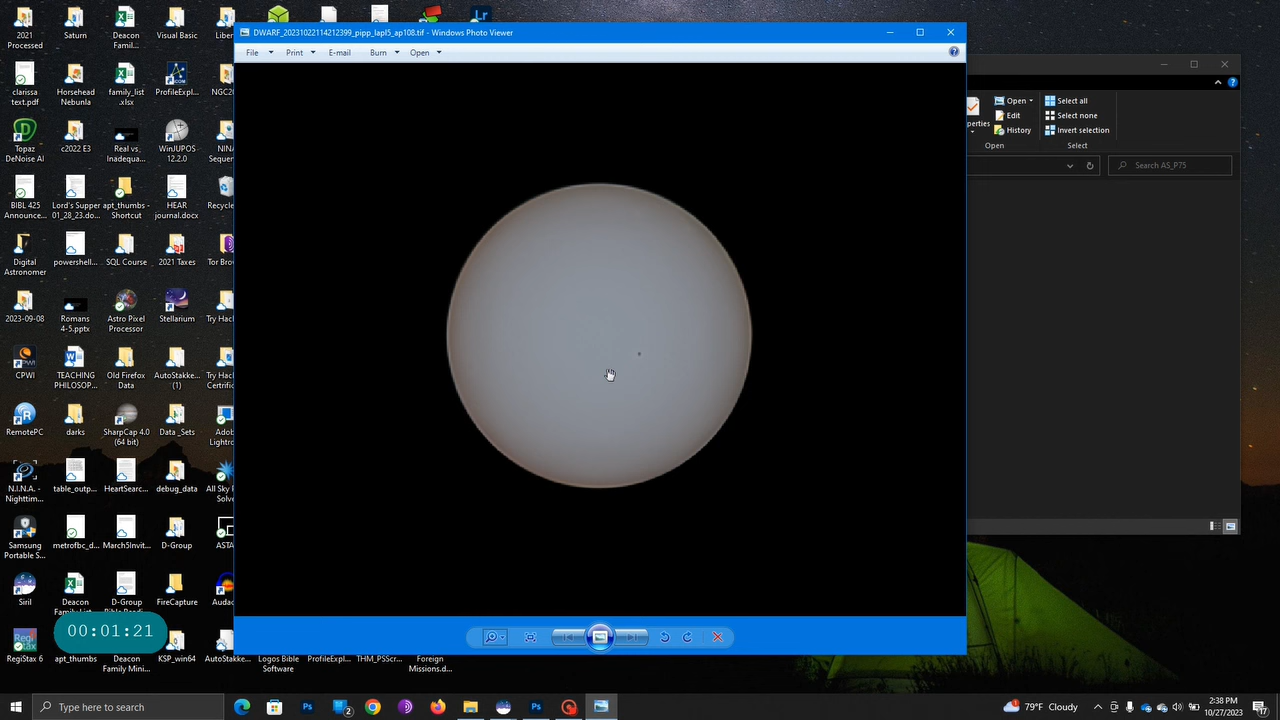 DWARF_20231022114212399_pipp_lapl5_ap108.tif - Windows Photo Viewer
File Print E-mail Burn Open
Open Select all
Edit Select none
History Invert selection
Open Select
Search AS_P75
2021 Processed
Saturn
Deacon Family...
Visual Basic
Virtual Box
clarissa text.pdf
Horsehead Nebunla
family_list .xlsx
ProfileExpl...
Topaz DeNoise AI
c2022 E3
Real vs Inadequa...
WinJUPOS 12.2.0
BIBL 425 Announce...
Lord's Supper 01_28_23.do...
apt_thumbs - Shortcut
HEAR journal.docx
Recycle
Digital Astronomer
powershell...
SQL Course
2021 Taxes
Tor Brow
2023-09-08
Romans 4-5.pptx
Astro Pixel Processor
Stellarium
Try Hac
CPWI
TEACHING PHILOSOP...
Old Firefox Data
AutoStakke... (1)
Try Hack Certific
RemotePC
darks
SharpCap 4.0 (64 bit)
Data_Sets
Adob
Lightro
N.I.N.A. - Nighttim...
table_outp...
HeartSearc...
debug_data
All Sky P
Solve
Samsung Portable S...
metrofbc_d...
March5Invit...
D-Group
ASTA
Siril
Deacon Family List...
D-Group
FireCapture
Audac
00:01:21
RegiStax 6
apt_thumbs
Deacon Family Mini...
KSP_win64
AutoStakke...
Logos Bible Software
ProfileExpl...
THM_PSScr...
Foreign Missions.d...
Lr
Type here to search
2
79°F Cloudy
2:38 PM
10/27/2023